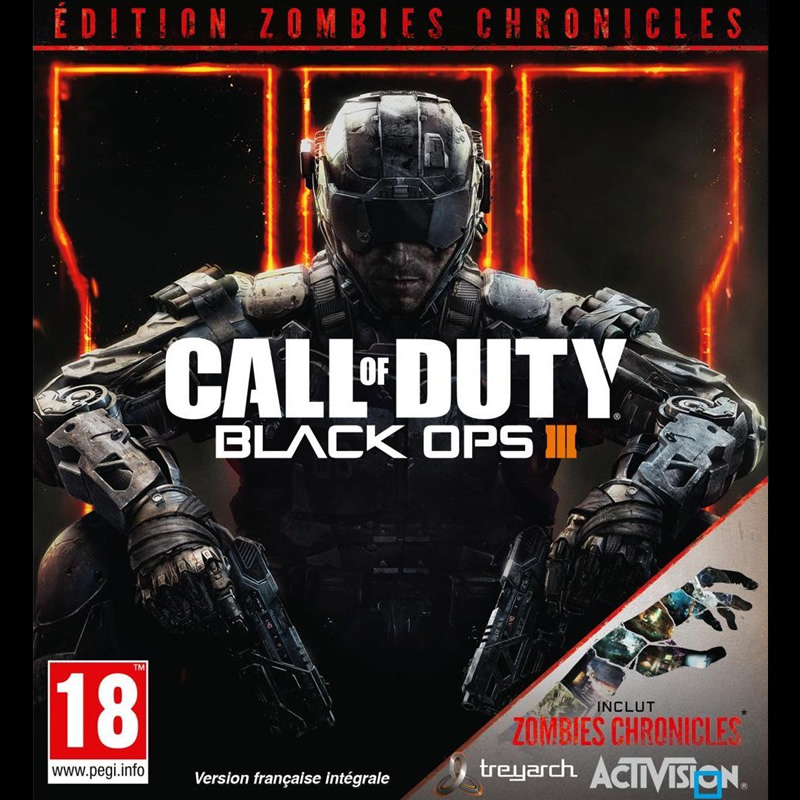 ÉDITION ZOMBIES CHRONICLES
CALL OF DUTY®
BLACK OPS III
INCLUT
ZOMBIES CHRONICLES*
18™
www.pegi.info
Version française intégrale
treyarch
ACTIVISION®